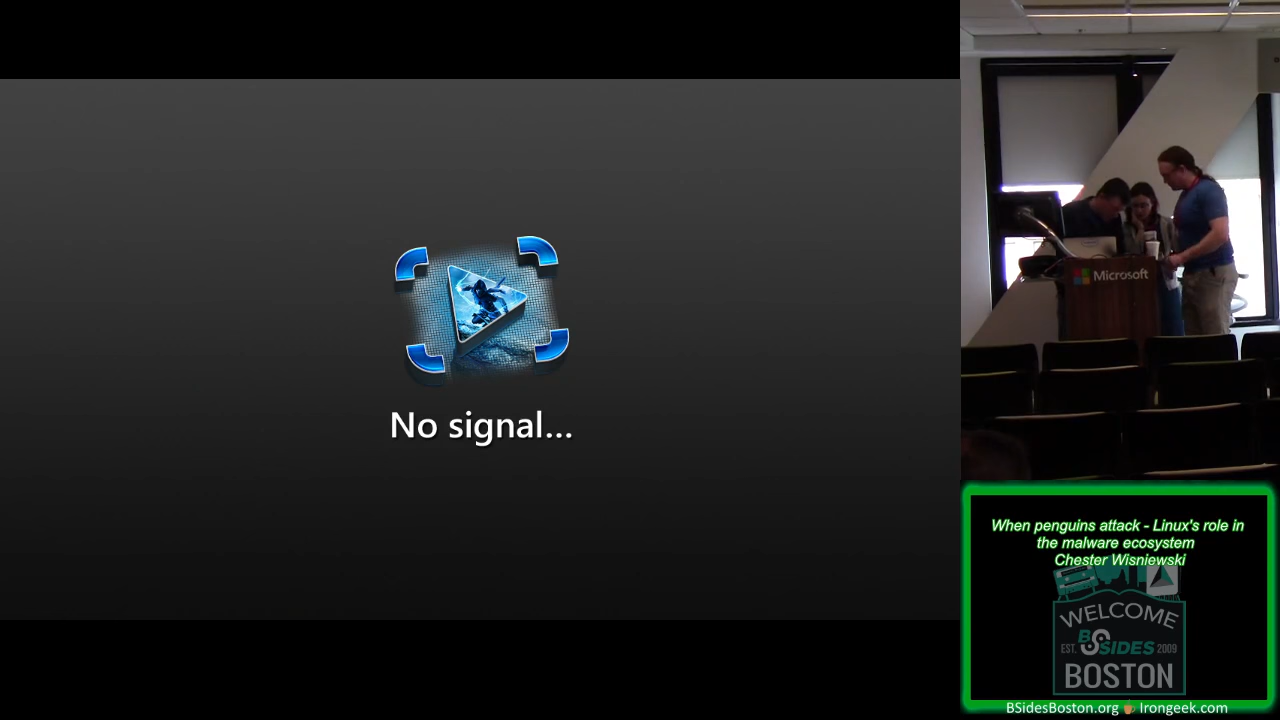 No signal...
Microsoft
When penguins attack - Linux's role in
the malware ecosystem
Chester Wisniewski
WELCOME
EST. BSIDES 2009
BOSTON
BSidesBoston.org Irongeek.com